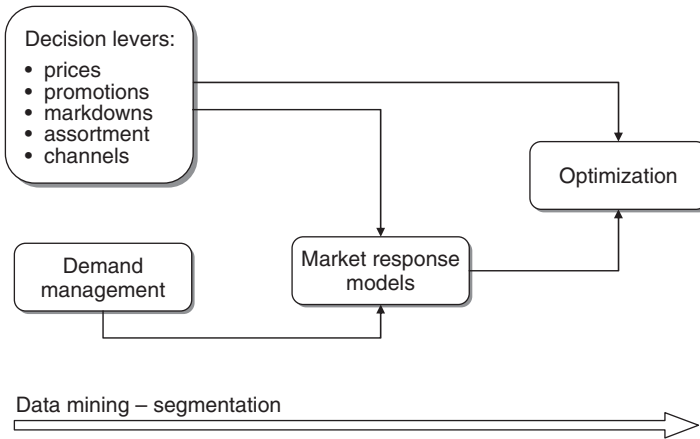 Decision levers:
• prices
• promotions
• markdowns
• assortment
• channels
Optimization
Demand
management
Market response
models
Data mining – segmentation